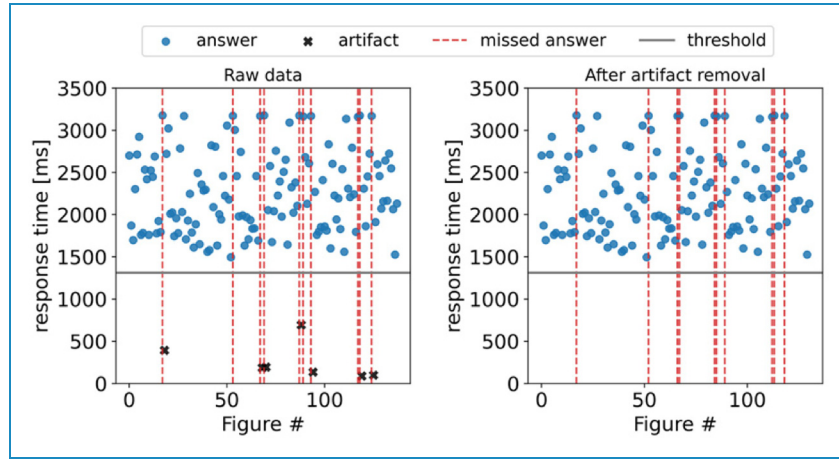 answer artifact missed answer threshold
Raw data
After artifact removal
3500
3000
2500
2000
1500
1000
500
0
response time [ms]
0 50 100
Figure #
3500
3000
2500
2000
1500
1000
500
0
response time [ms]
0 50 100
Figure #